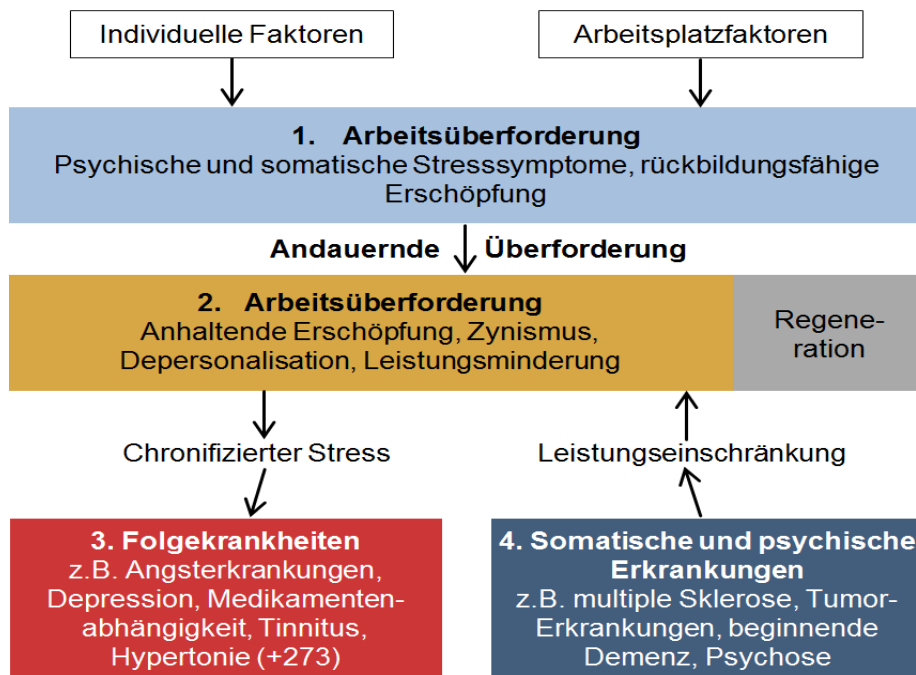 Individuelle Faktoren
Arbeitsplatzfaktoren
1. Arbeitsüberforderung
Psychische und somatische Stresssymptome, rückbildungsfähige
Erschöpfung
Andauernde Überforderung
2. Arbeitsüberforderung
Anhaltende Erschöpfung, Zynismus,
Depersonalisation, Leistungsminderung
Regene-
ration
Chronifizierter Stress
Leistungseinschränkung
3. Folgekrankheiten
z.B. Angsterkrankungen,
Depression, Medikamenten-
abhängigkeit, Tinnitus,
Hypertonie (+273)
4. Somatische und psychische
Erkrankungen
z.B. multiple Sklerose, Tumor-
Erkrankungen, beginnende
Demenz, Psychose